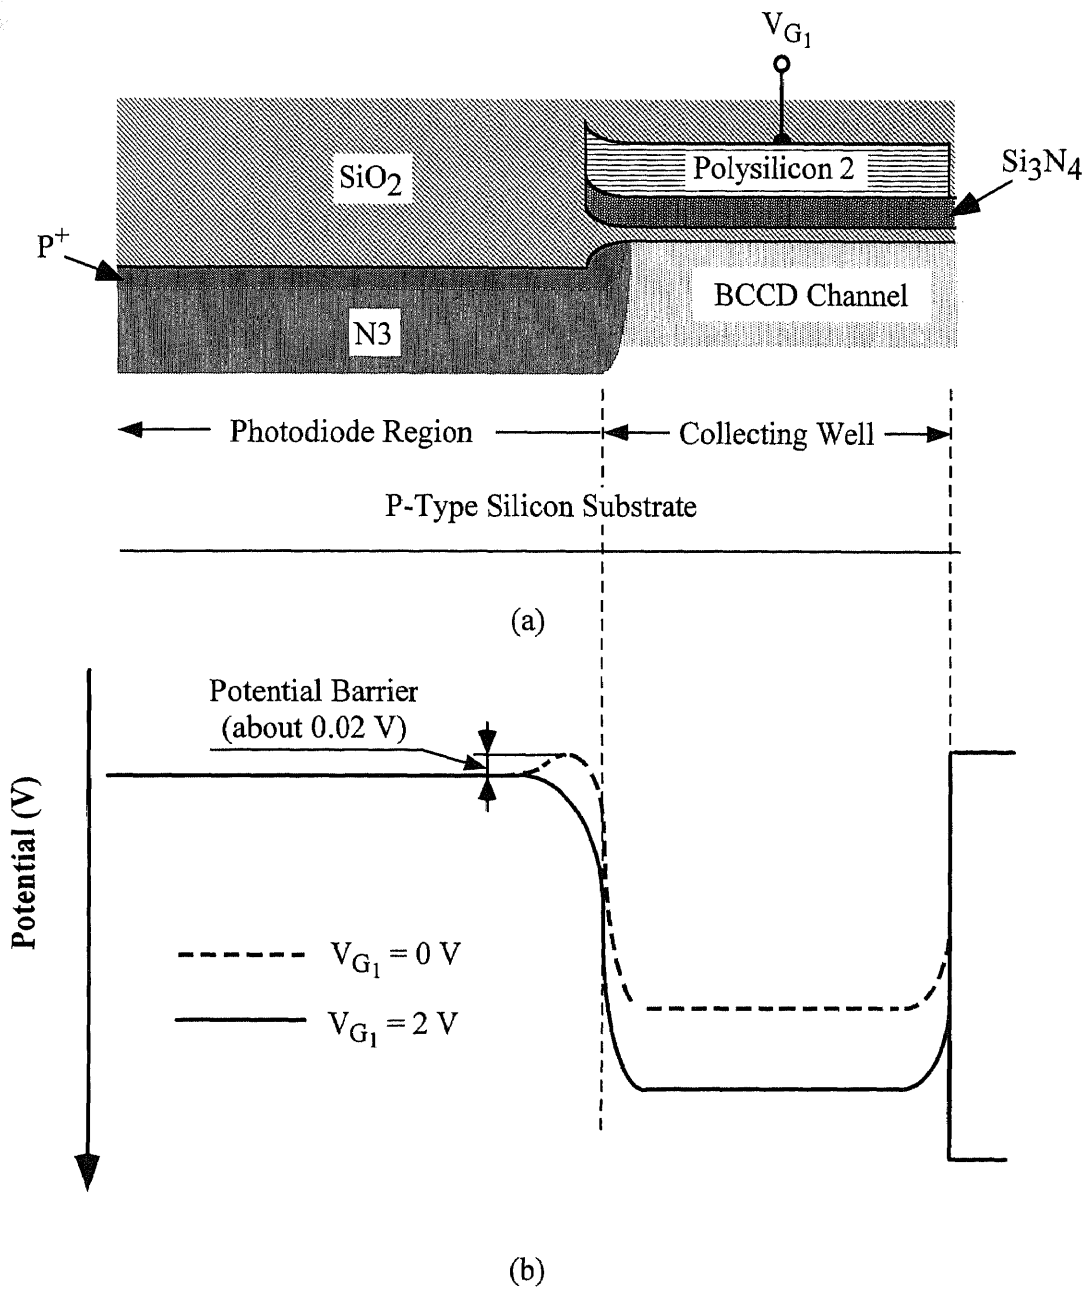 V_G1
SiO2
Polysilicon 2
Si3N4
P+
BCCD Channel
N3
Photodiode Region
Collecting Well
P-Type Silicon Substrate
(a)
Potential Barrier
(about 0.02 V)
Potential (V)
V_G1 = 0 V
V_G1 = 2 V
(b)